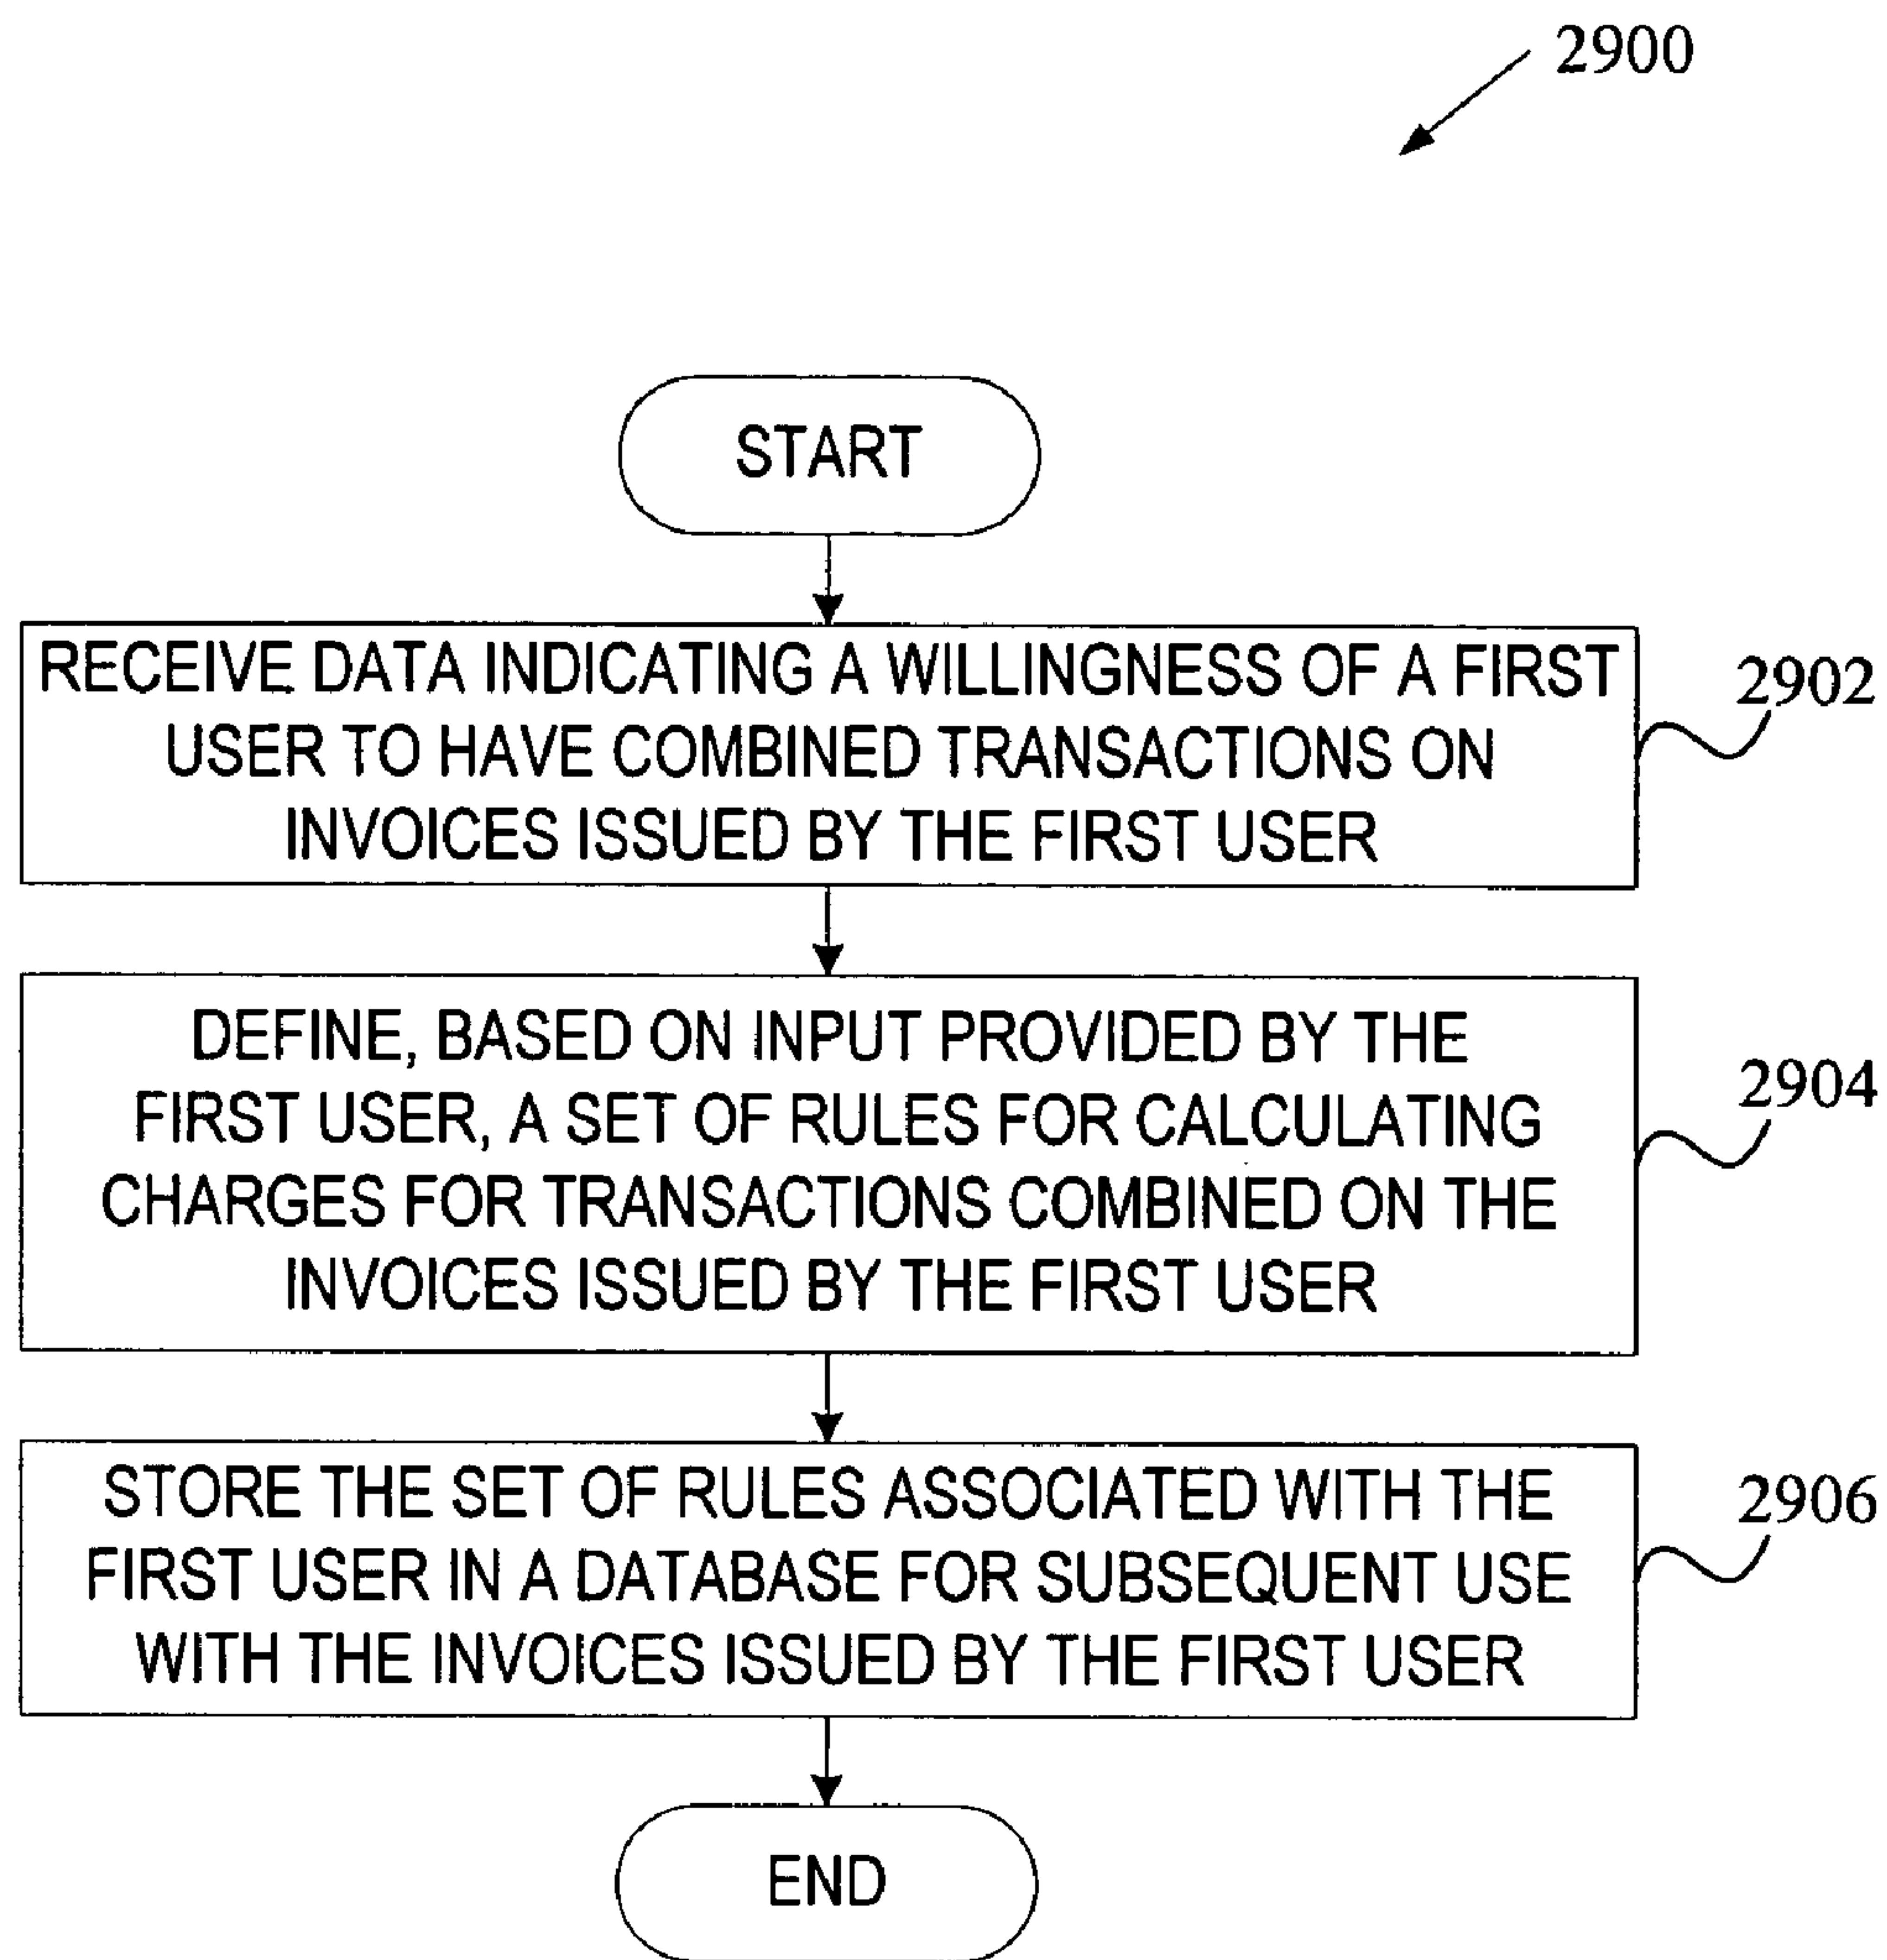 2900
START
RECEIVE DATA INDICATING A WILLINGNESS OF A FIRST
USER TO HAVE COMBINED TRANSACTIONS ON
INVOICES ISSUED BY THE FIRST USER
2902
DEFINE, BASED ON INPUT PROVIDED BY THE
FIRST USER, A SET OF RULES FOR CALCULATING
CHARGES FOR TRANSACTIONS COMBINED ON THE
INVOICES ISSUED BY THE FIRST USER
2904
STORE THE SET OF RULES ASSOCIATED WITH THE
FIRST USER IN A DATABASE FOR SUBSEQUENT USE
WITH THE INVOICES ISSUED BY THE FIRST USER
2906
END